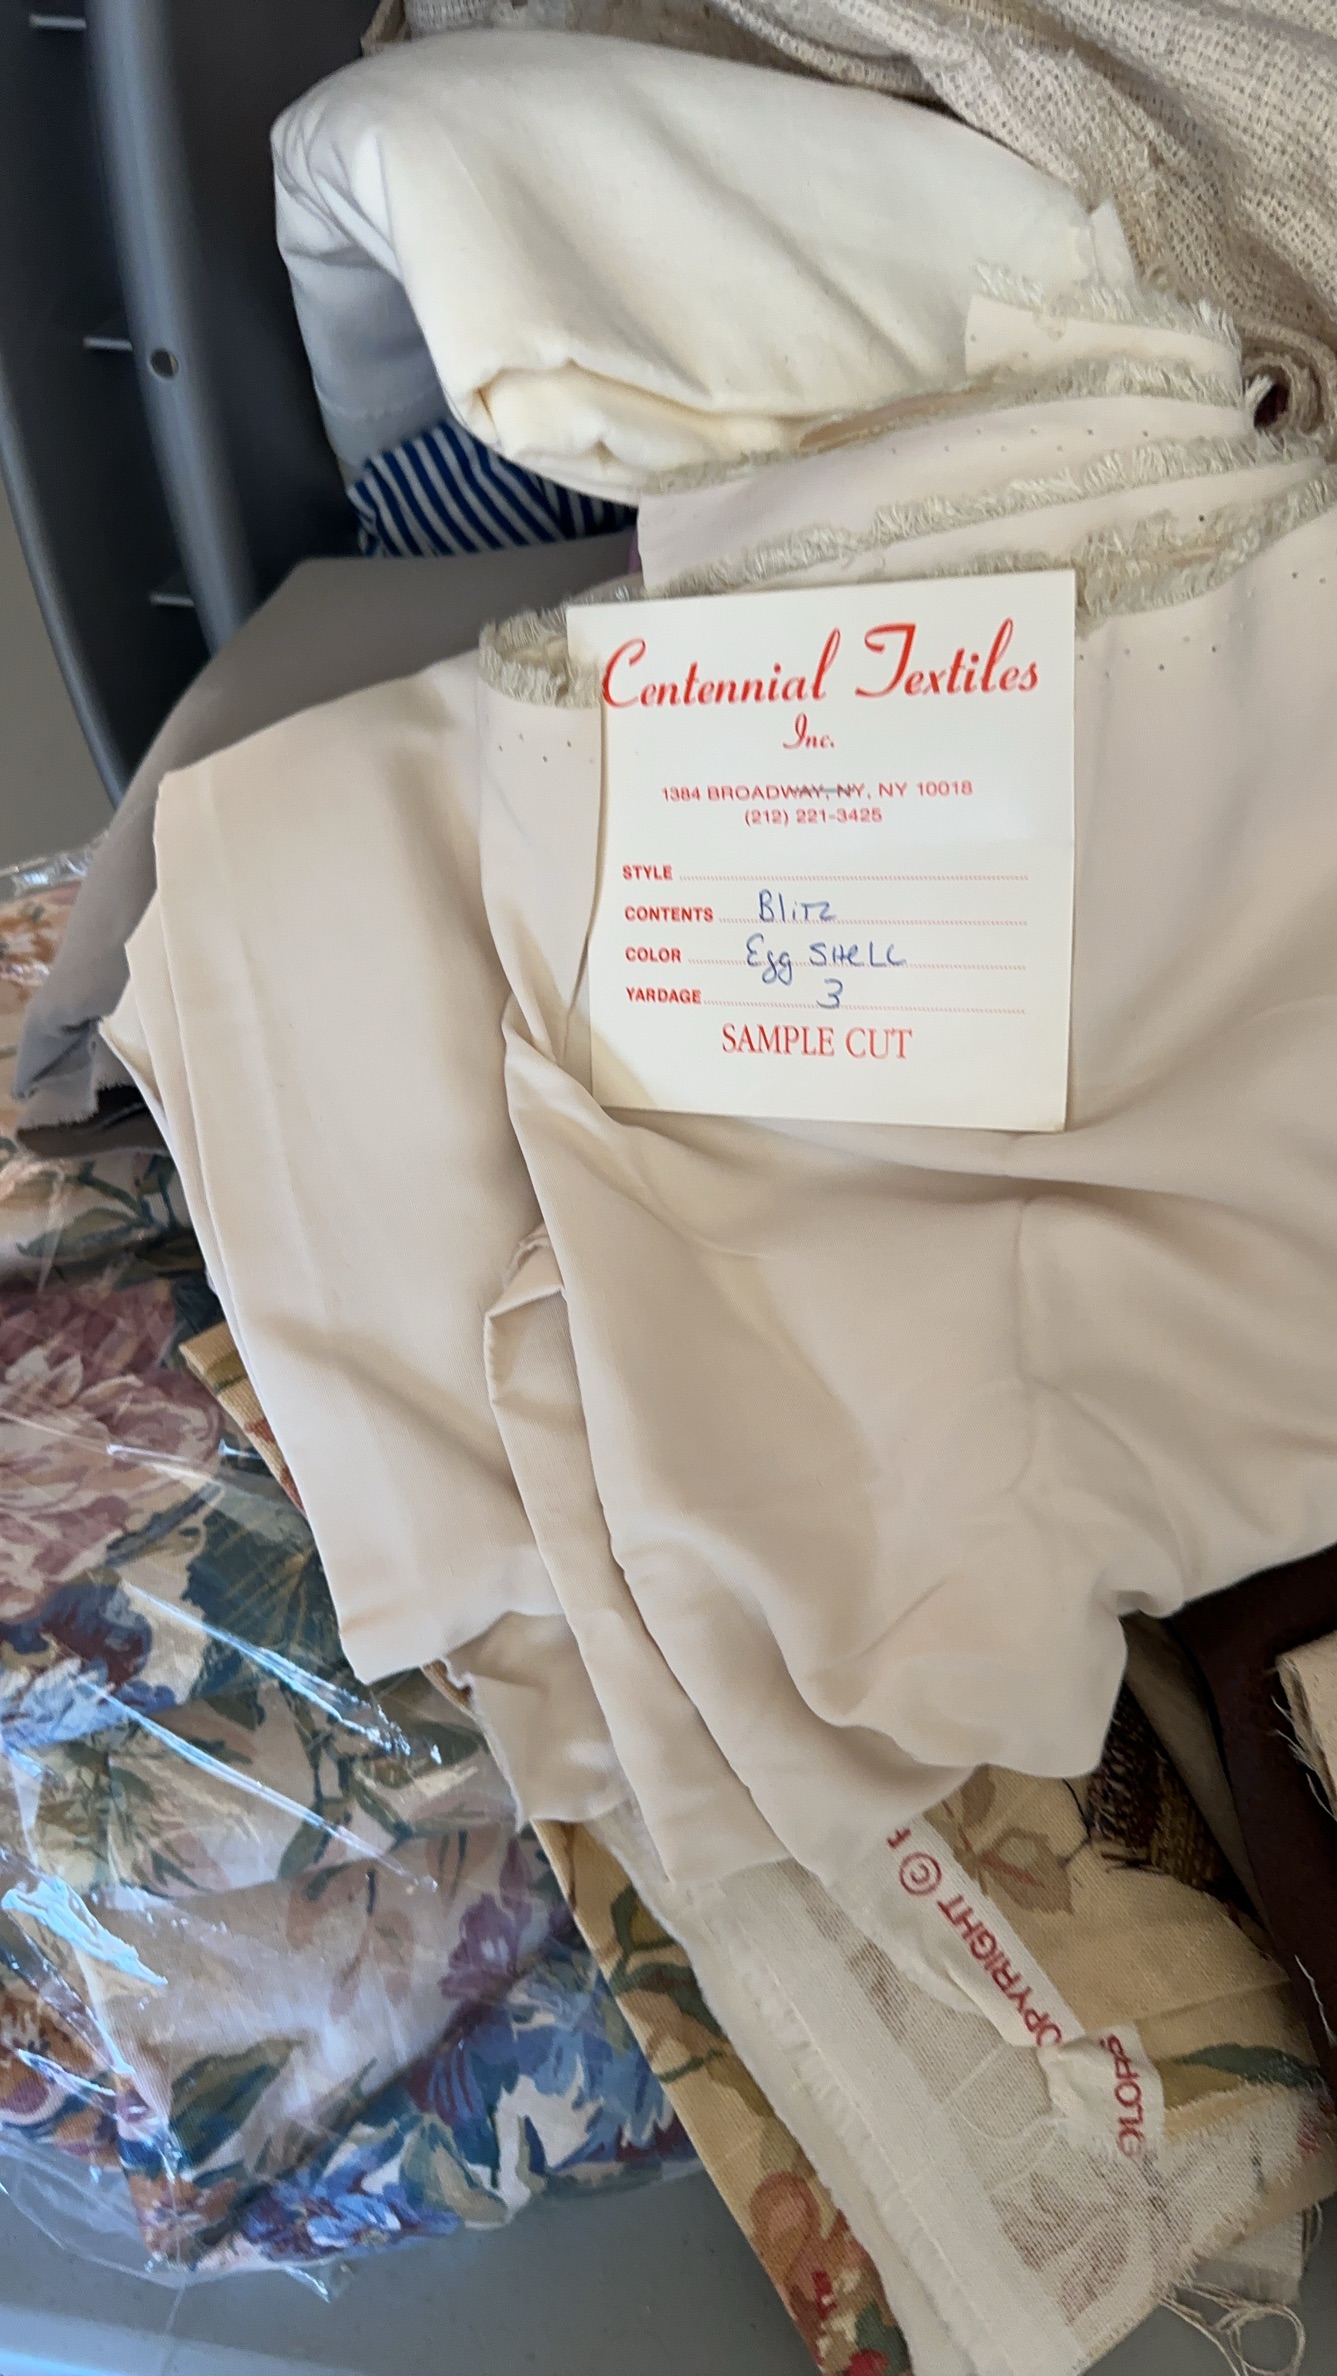 Centennial Textiles
Inc.
1384 BROADWAY, NY, NY 10018
(212) 221-3425
STYLE
CONTENTS Blitz
COLOR Egg SHeLL
YARDAGE 3
SAMPLE CUT
OPYRIGHT ©